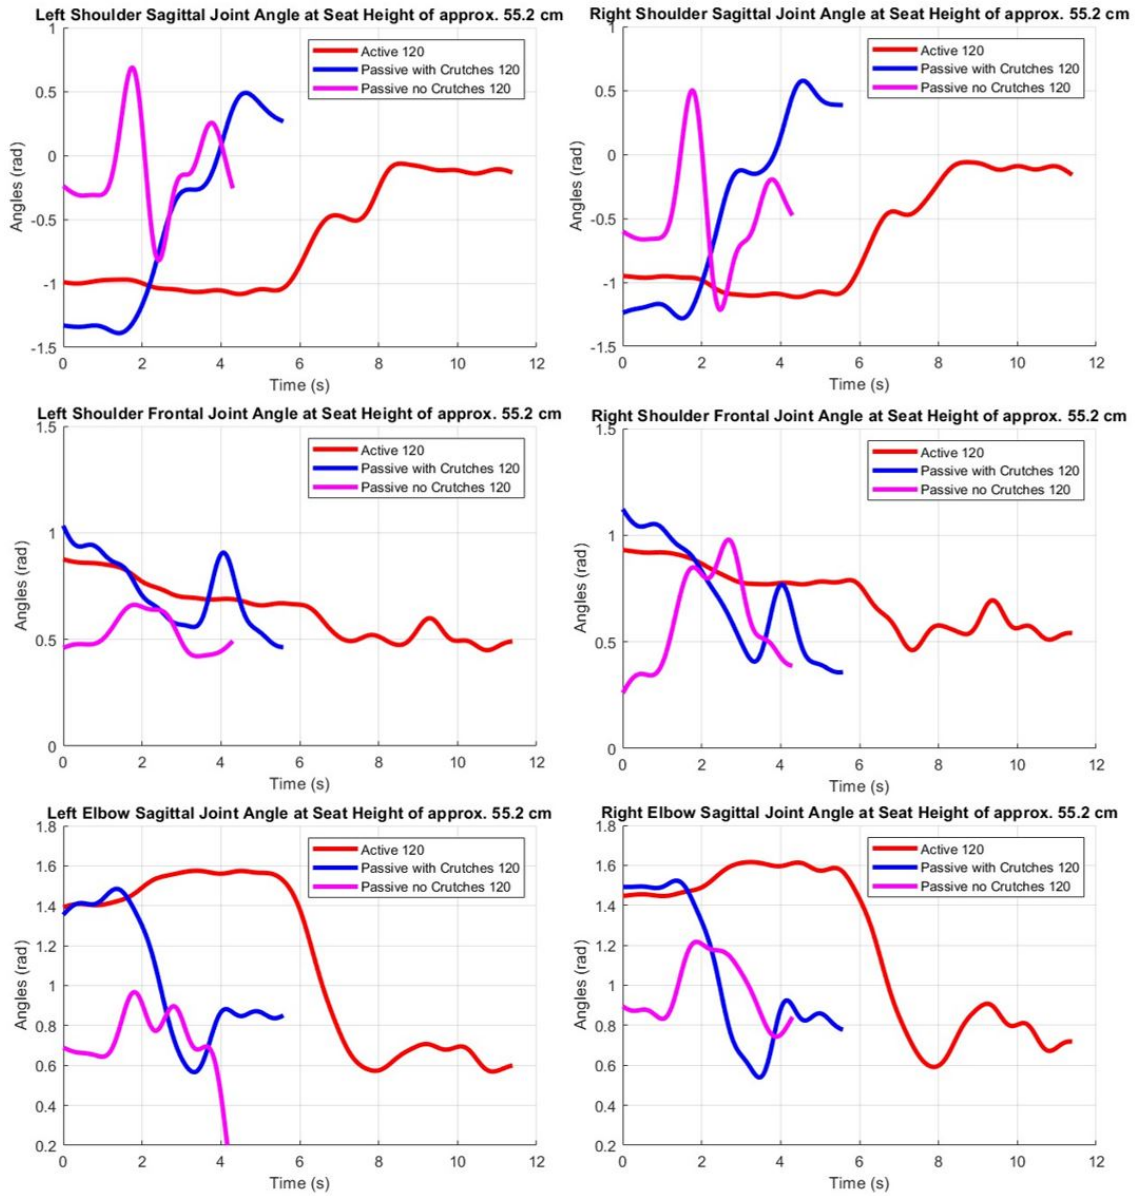 Left Shoulder Sagittal Joint Angle at Seat Height of approx. 55.2 cm
1
0.5
0
-0.5
-1
-1.5
Angles (rad)
Active 120
Passive with Crutches 120
Passive no Crutches 120
0 2 4 6 8 10 12
Time (s)
Right Shoulder Sagittal Joint Angle at Seat Height of approx. 55.2 cm
1
0.5
0
-0.5
-1
-1.5
Angles (rad)
Active 120
Passive with Crutches 120
Passive no Crutches 120
0 2 4 6 8 10 12
Time (s)
Left Shoulder Frontal Joint Angle at Seat Height of approx. 55.2 cm
1.5
1
0.5
0
Angles (rad)
Active 120
Passive with Crutches 120
Passive no Crutches 120
0 2 4 6 8 10 12
Time (s)
Right Shoulder Frontal Joint Angle at Seat Height of approx. 55.2 cm
1.5
1
0.5
0
Angles (rad)
Active 120
Passive with Crutches 120
Passive no Crutches 120
0 2 4 6 8 10 12
Time (s)
Left Elbow Sagittal Joint Angle at Seat Height of approx. 55.2 cm
1.8
1.6
1.4
1.2
1
0.8
0.6
0.4
0.2
Angles (rad)
Active 120
Passive with Crutches 120
Passive no Crutches 120
0 2 4 6 8 10 12
Time (s)
Right Elbow Sagittal Joint Angle at Seat Height of approx. 55.2 cm
1.8
1.6
1.4
1.2
1
0.8
0.6
0.4
0.2
Angles (rad)
Active 120
Passive with Crutches 120
Passive no Crutches 120
0 2 4 6 8 10 12
Time (s)